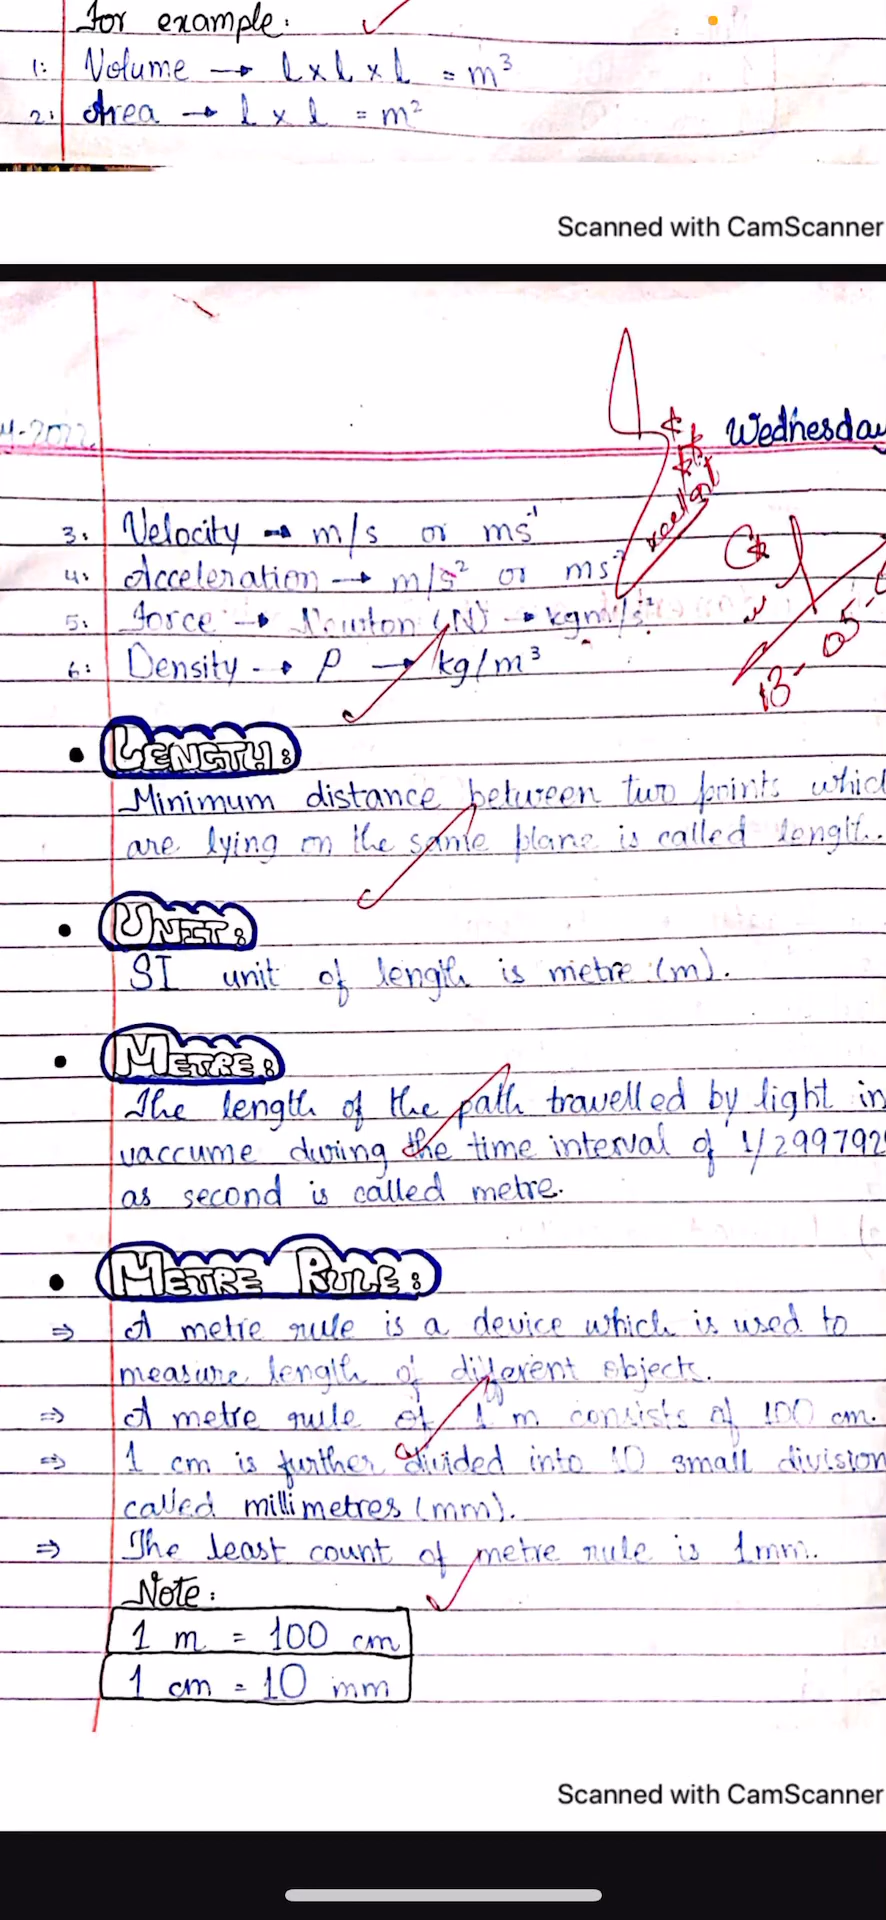 For example:
1: Volume → l x l x l = m³
2: Area → l x l = m²
Scanned with CamScanner
Wednesday
3: Velocity → m/s or ms⁻¹
4: Acceleration → m/s² or ms⁻²
5: Force → Newton (N) → kgm/s²
6: Density → ρ → kg/m³
• LENGTH:
Minimum distance between two points whic
are lying on the same plane is called length.
• UNIT:
SI unit of length is metre (m).
• METRE:
The length of the path travelled by light in
vaccume during the time interval of 1/299792
as second is called metre.
• METRE RULE:
⇒ A metre rule is a device which is used to
measure length of different objects.
⇒ A metre rule of 1 m consists of 100 cm.
⇒ 1 cm is further divided into 10 small division
called millimetres (mm).
⇒ The least count of metre rule is 1mm.
Note:
1 m = 100 cm
1 cm = 10 mm
Scanned with CamScanner